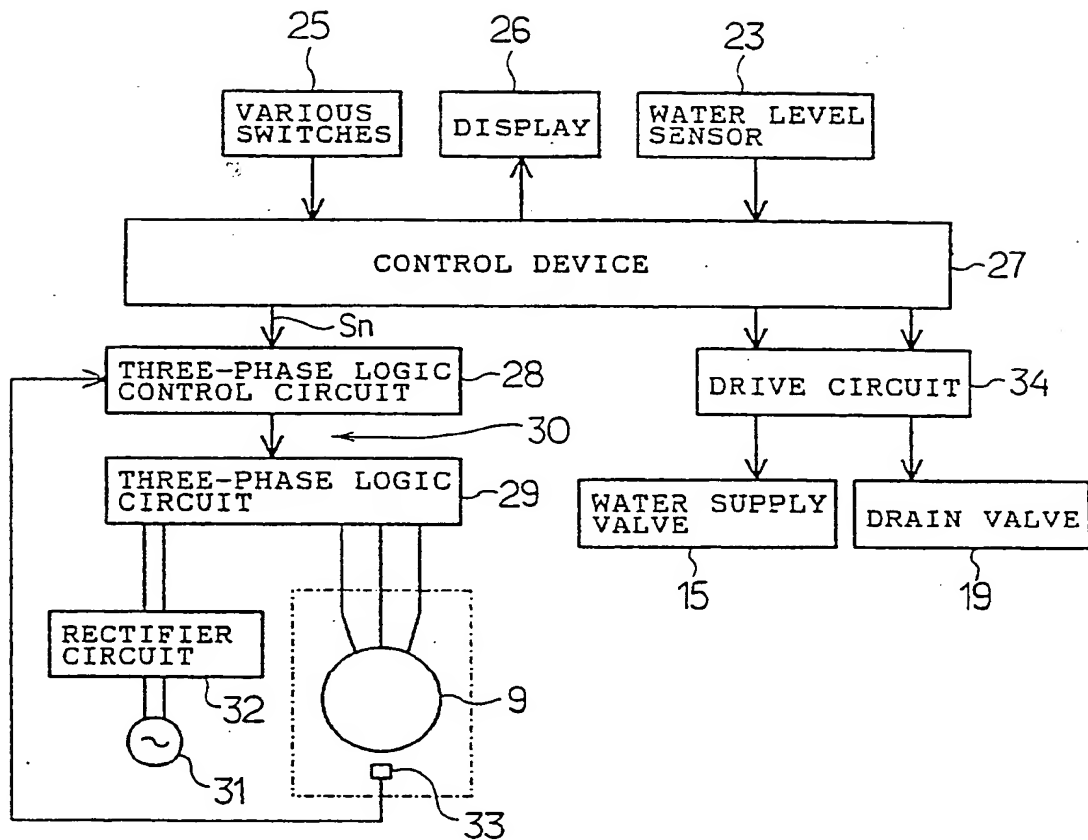 25
26
23
VARIOUS
SWITCHES
DISPLAY
WATER LEVEL
SENSOR
CONTROL DEVICE
27
Sn
THREE-PHASE LOGIC
CONTROL CIRCUIT
28
DRIVE CIRCUIT
34
30
THREE-PHASE LOGIC
CIRCUIT
29
WATER SUPPLY
VALVE
DRAIN VALVE
15
19
RECTIFIER
CIRCUIT
32
9
~
31
33